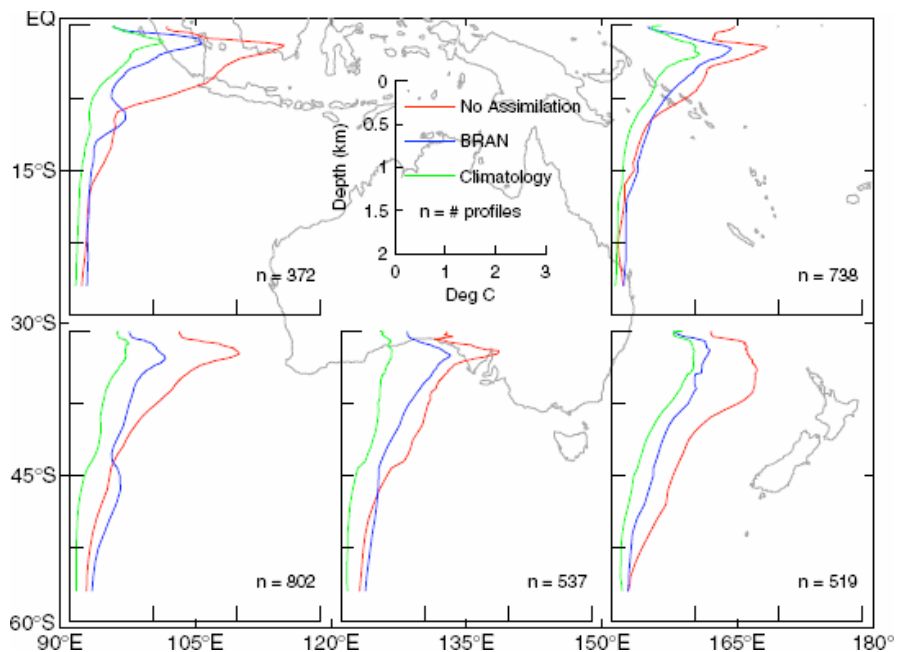 EQ
0
No Assimilation
0.5
BRAN
Depth (km)
1
Climatology
15°S
1.5
n = # profiles
2
0 1 2 3
n = 372
n = 738
Deg C
30°S
45°S
n = 802
n = 537
n = 519
60°S
90°E 105°E 120°E 135°E 150°E 165°E 180°